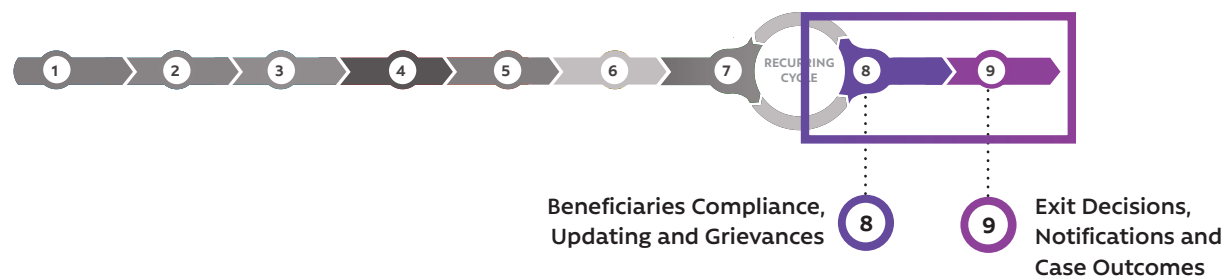 1 2 3 4 5 6 7 RECURRING 8 9
CYCLE
Beneficiaries Compliance,
Updating and Grievances
8
9
Exit Decisions,
Notifications and
Case Outcomes